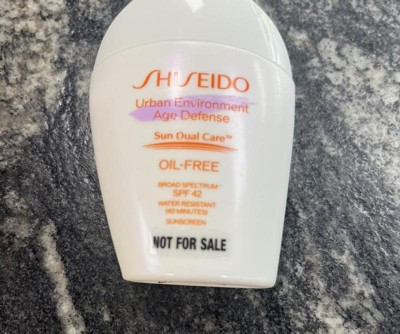 SHISEIDO
Urban Environment
Age Defense
Sun Dual Care™
OIL-FREE
BROAD SPECTRUM
SPF 42
WATER RESISTANT
(40 MINUTES)
SUNSCREEN
NOT FOR SALE